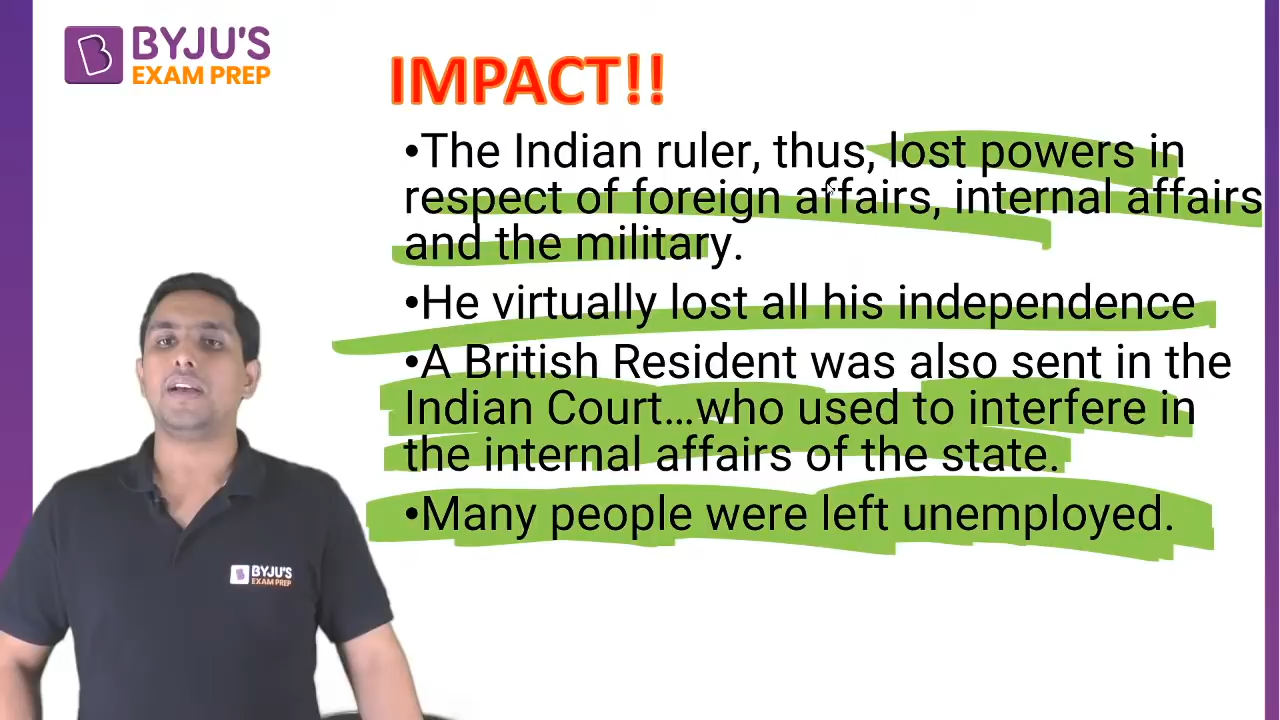 BYJU'S
EXAM PREP
IMPACT!!
•The Indian ruler, thus, lost powers in
respect of foreign affairs, internal affairs
and the military.
•He virtually lost all his independence
•A British Resident was also sent in the
Indian Court...who used to interfere in
the internal affairs of the state.
•Many people were left unemployed.
BYJU'S
EXAM PREP